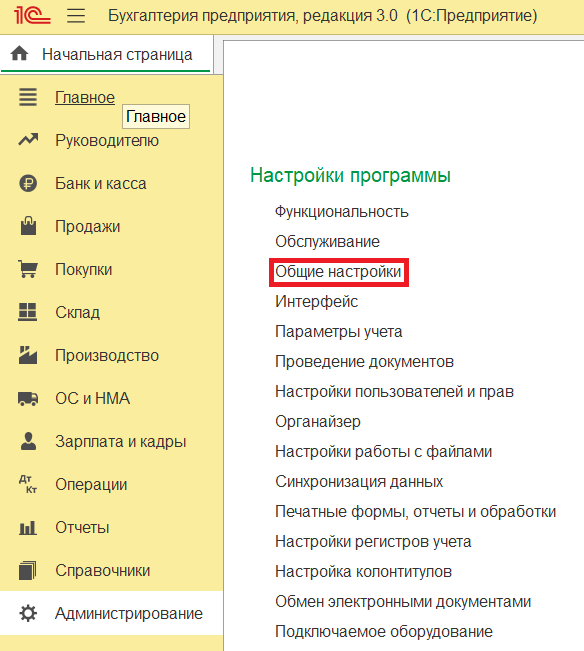 1С Бухгалтерия предприятия, редакция 3.0 (1С:Предприятие)
Начальная страница
Главное
Главное
Руководителю
Банк и касса
Продажи
Покупки
Склад
Производство
ОС и НМА
Зарплата и кадры
Дт Кт Операции
Отчеты
Справочники
Администрирование
Настройки программы
Функциональность
Обслуживание
Общие настройки
Интерфейс
Параметры учета
Проведение документов
Настройки пользователей и прав
Органайзер
Настройки работы с файлами
Синхронизация данных
Печатные формы, отчеты и обработки
Настройки регистров учета
Настройка колонтитулов
Обмен электронными документами
Подключаемое оборудование